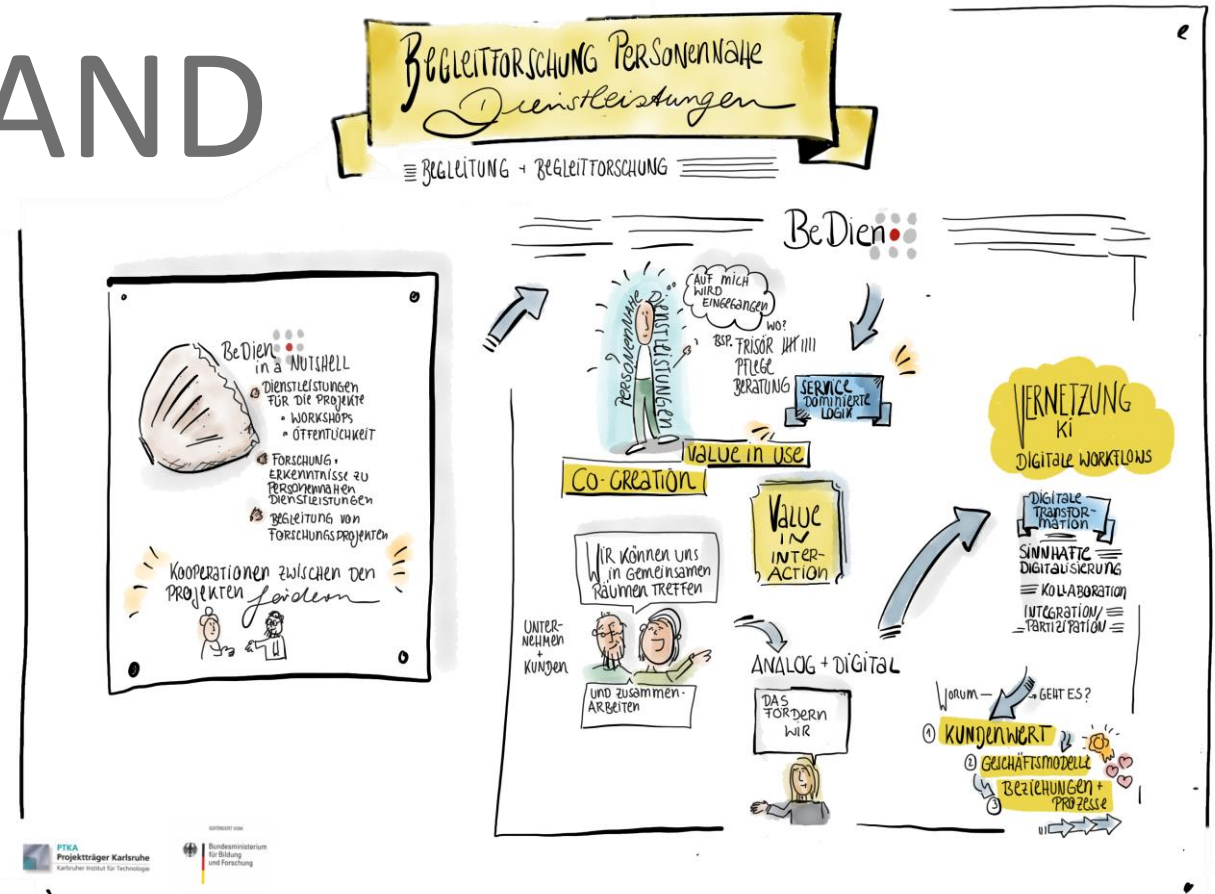 AND
BEGLEITFORSCHUNG PERSONENNAHE
Dienstleistungen
BEGLEITUNG + BEGLEITFORSCHUNG
BeDien
in a NUTSHELL
DIENSTLEISTUNGEN
FÜR DIE PROJEKTE
• WORKSHOPS
• ÖFFENTLICHKEIT
FORSCHUNG +
ERKENNTNISSE ZU
PERSONENNAHEN
DIENSTLEISTUNGEN
BEGLEITUNG VON
FORSCHUNGSPROJEKTEN
KOOPERATIONEN ZWISCHEN DEN
PROJEKTEN fördern
BeDien
PERSONENNAHE
DIENSTLEISTUNGEN
AUF MICH
WIRD
EINGEGANGEN
WO?
BSP. FRISÖR
PFLEGE
BERATUNG
SERVICE
DOMINIERTE
LOGIK
VALUE IN USE
CO-CREATION
VALUE
IN
INTER-
ACTION
WIR KÖNNEN UNS
IN GEMEINSAMEN
RÄUMEN TREFFEN
UNTER-
NEHMEN
+
KUNDEN
UND ZUSAMMEN-
ARBEITEN
ANALOG + DIGITAL
DAS
FÖRDERN
WIR
VERNETZUNG
KI
DIGITALE WORKFLOWS
DIGITALE
TRANSFOR-
MATION
SINNHAFTE
DIGITALISIERUNG
KOLLABORATION
INTEGRATION/
PARTIZIPATION
WORUM GEHT ES?
① KUNDENWERT
② GESCHÄFTSMODELLE
③ BEZIEHUNGEN +
PROZESSE
PTKA
Projektträger Karlsruhe
Karlsruher Institut für Technologie
GEFÖRDERT VOM
Bundesministerium
für Bildung
und Forschung